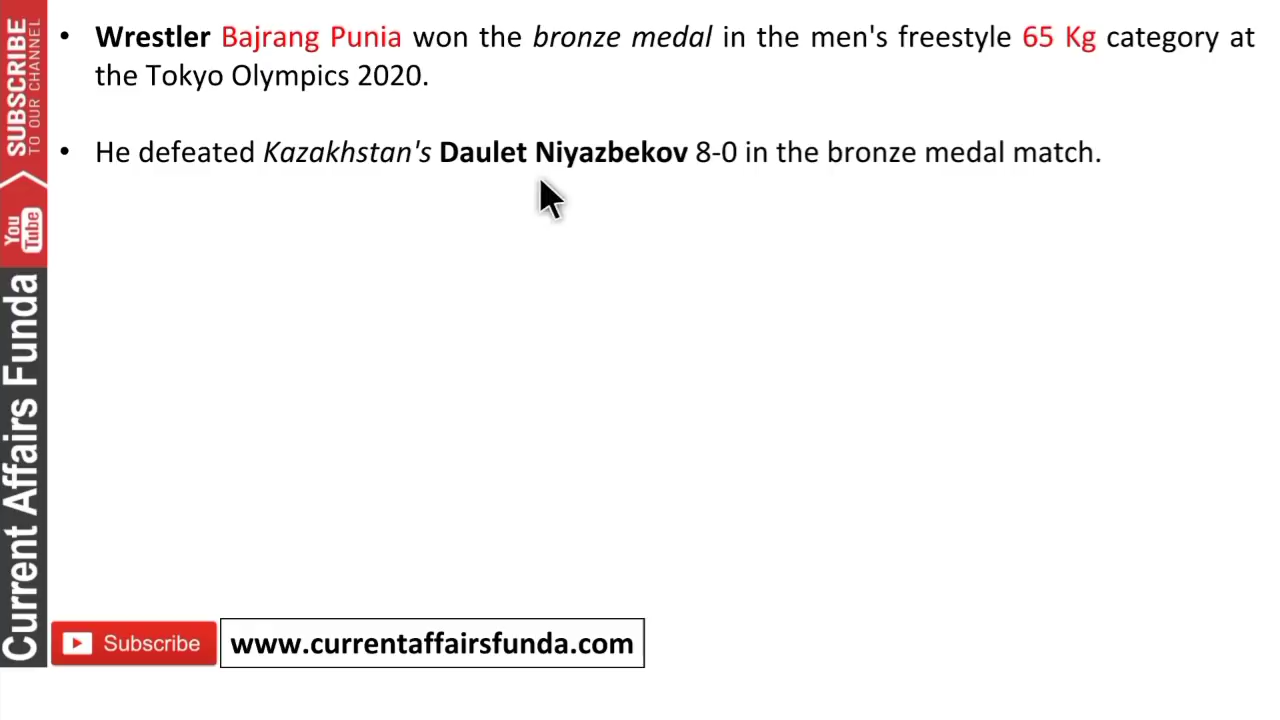 • Wrestler Bajrang Punia won the bronze medal in the men's freestyle 65 Kg category at
the Tokyo Olympics 2020.
• He defeated Kazakhstan's Daulet Niyazbekov 8-0 in the bronze medal match.
SUBSCRIBE
TO OUR CHANNEL
You
Tube
Current Affairs Funda
Subscribe
www.currentaffairsfunda.com